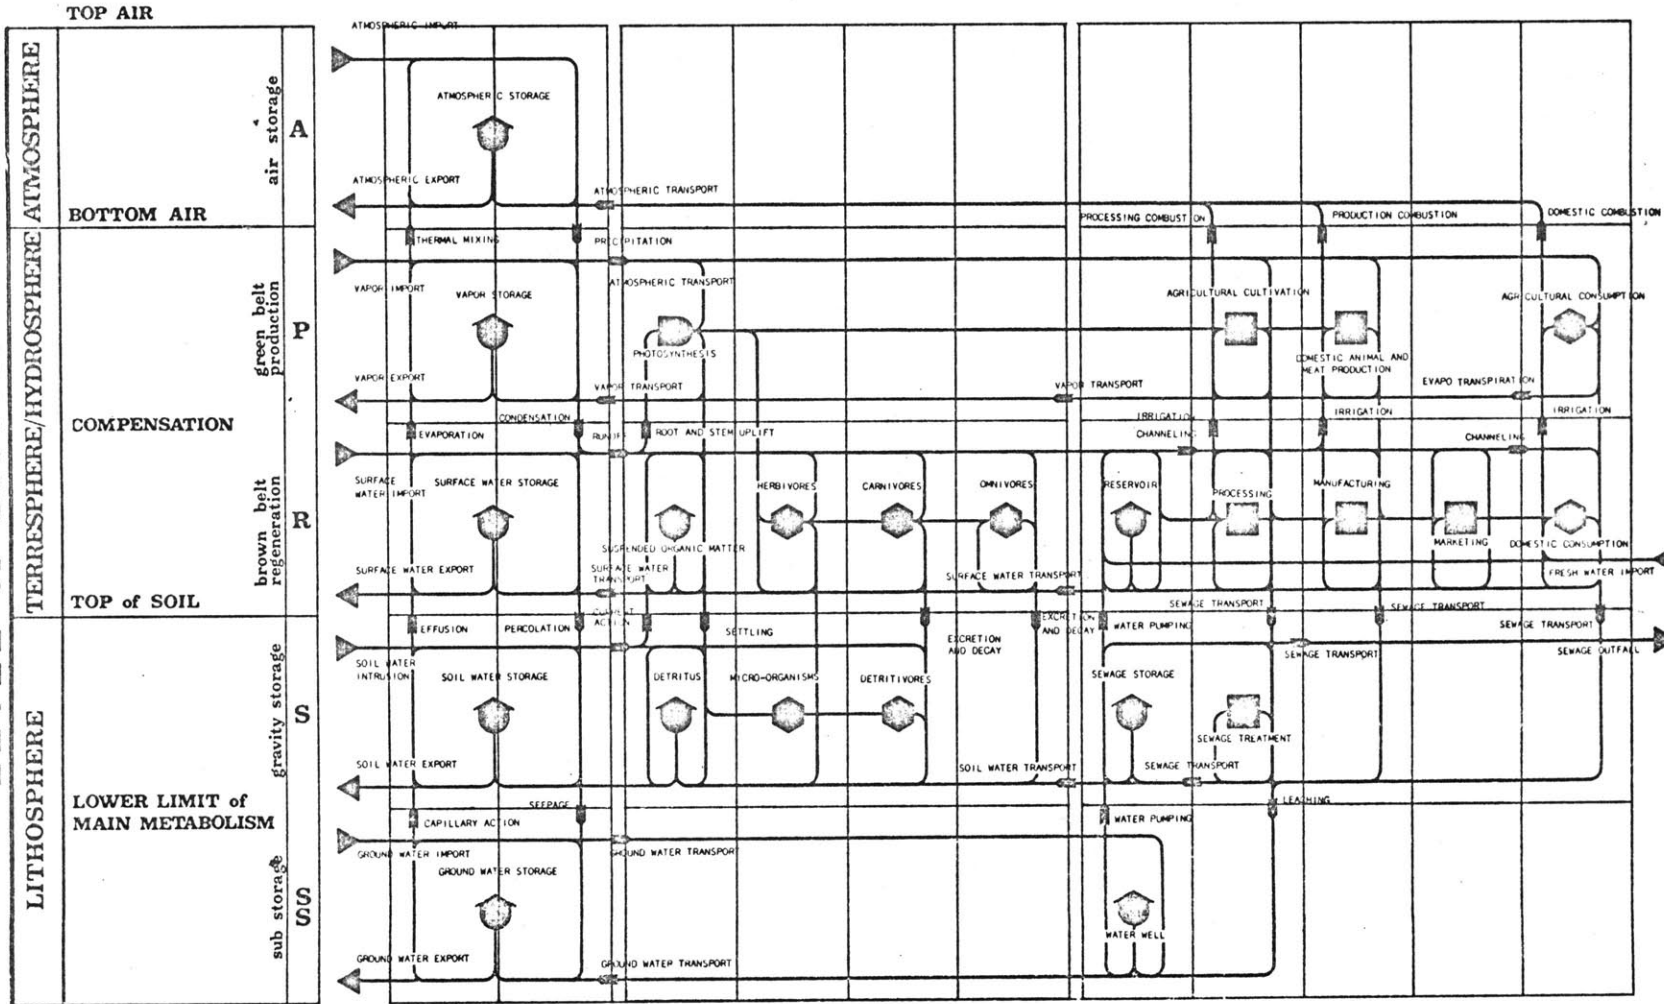 TOP AIR
ATMOSPHERIC IMPORT
ATMOSPHERE
air storage
A
ATMOSPHERIC STORAGE
ATMOSPHERIC EXPORT
ATMOSPHERIC TRANSPORT
BOTTOM AIR
PROCESSING COMBUSTION
PRODUCTION COMBUSTION
DOMESTIC COMBUSTION
THERMAL MIXING
PRECIPITATION
TERRESPHERE/HYDROSPHERE
green belt
production
P
VAPOR IMPORT
VAPOR STORAGE
ATMOSPHERIC TRANSPORT
AGRICULTURAL CULTIVATION
AGRICULTURAL CONSUMPTION
PHOTOSYNTHESIS
DOMESTIC ANIMAL AND
MEAT PRODUCTION
VAPOR EXPORT
VAPOR TRANSPORT
VAPOR TRANSPORT
EVAPO TRANSPIRATION
COMPENSATION
CONDENSATION
IRRIGATION
IRRIGATION
IRRIGATION
EVAPORATION
RUNOFF
ROOT AND STEM UPLIFT
CHANNELING
CHANNELING
brown belt
regeneration
R
SURFACE
WATER IMPORT
SURFACE WATER STORAGE
HERBIVORES
CARNIVORES
OMNIVORES
RESERVOIR
PROCESSING
MANUFACTURING
SUSPENDED ORGANIC MATTER
MARKETING
DOMESTIC CONSUMPTION
SURFACE WATER EXPORT
SURFACE WATER
TRANSPORT
SURFACE WATER TRANSPORT
FRESH WATER IMPORT
TOP of SOIL
CURRENT
ACTION
SEWAGE TRANSPORT
SEWAGE TRANSPORT
SEWAGE TRANSPORT
EFFUSION
PERCOLATION
SETTLING
EXCRETION
AND DECAY
EXCRETION
AND DECAY
WATER PUMPING
LITHOSPHERE
gravity storage
S
SOIL WATER
INTRUSION
SOIL WATER STORAGE
DETRITUS
MICRO-ORGANISMS
DETRITIVORES
SEWAGE STORAGE
SEWAGE TRANSPORT
SEWAGE OUTFALL
SEWAGE TREATMENT
SOIL WATER EXPORT
SOIL WATER TRANSPORT
SEWAGE TRANSPORT
LOWER LIMIT of
MAIN METABOLISM
SEEPAGE
LEACHING
CAPILLARY ACTION
WATER PUMPING
sub storage
SS
GROUND WATER IMPORT
GROUND WATER TRANSPORT
GROUND WATER STORAGE
WATER WELL
GROUND WATER EXPORT
GROUND WATER TRANSPORT